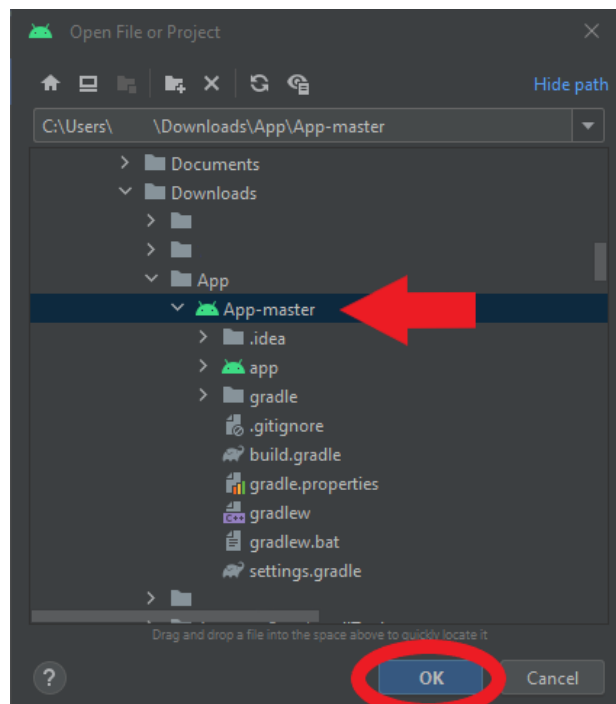 Open File or Project
Hide path
C:\Users\ \Downloads\App\App-master
Documents
Downloads
App
App-master
.idea
app
gradle
.gitignore
build.gradle
gradle.properties
C++ gradlew
gradlew.bat
settings.gradle
Drag and drop a file into the space above to quickly locate it
? OK Cancel